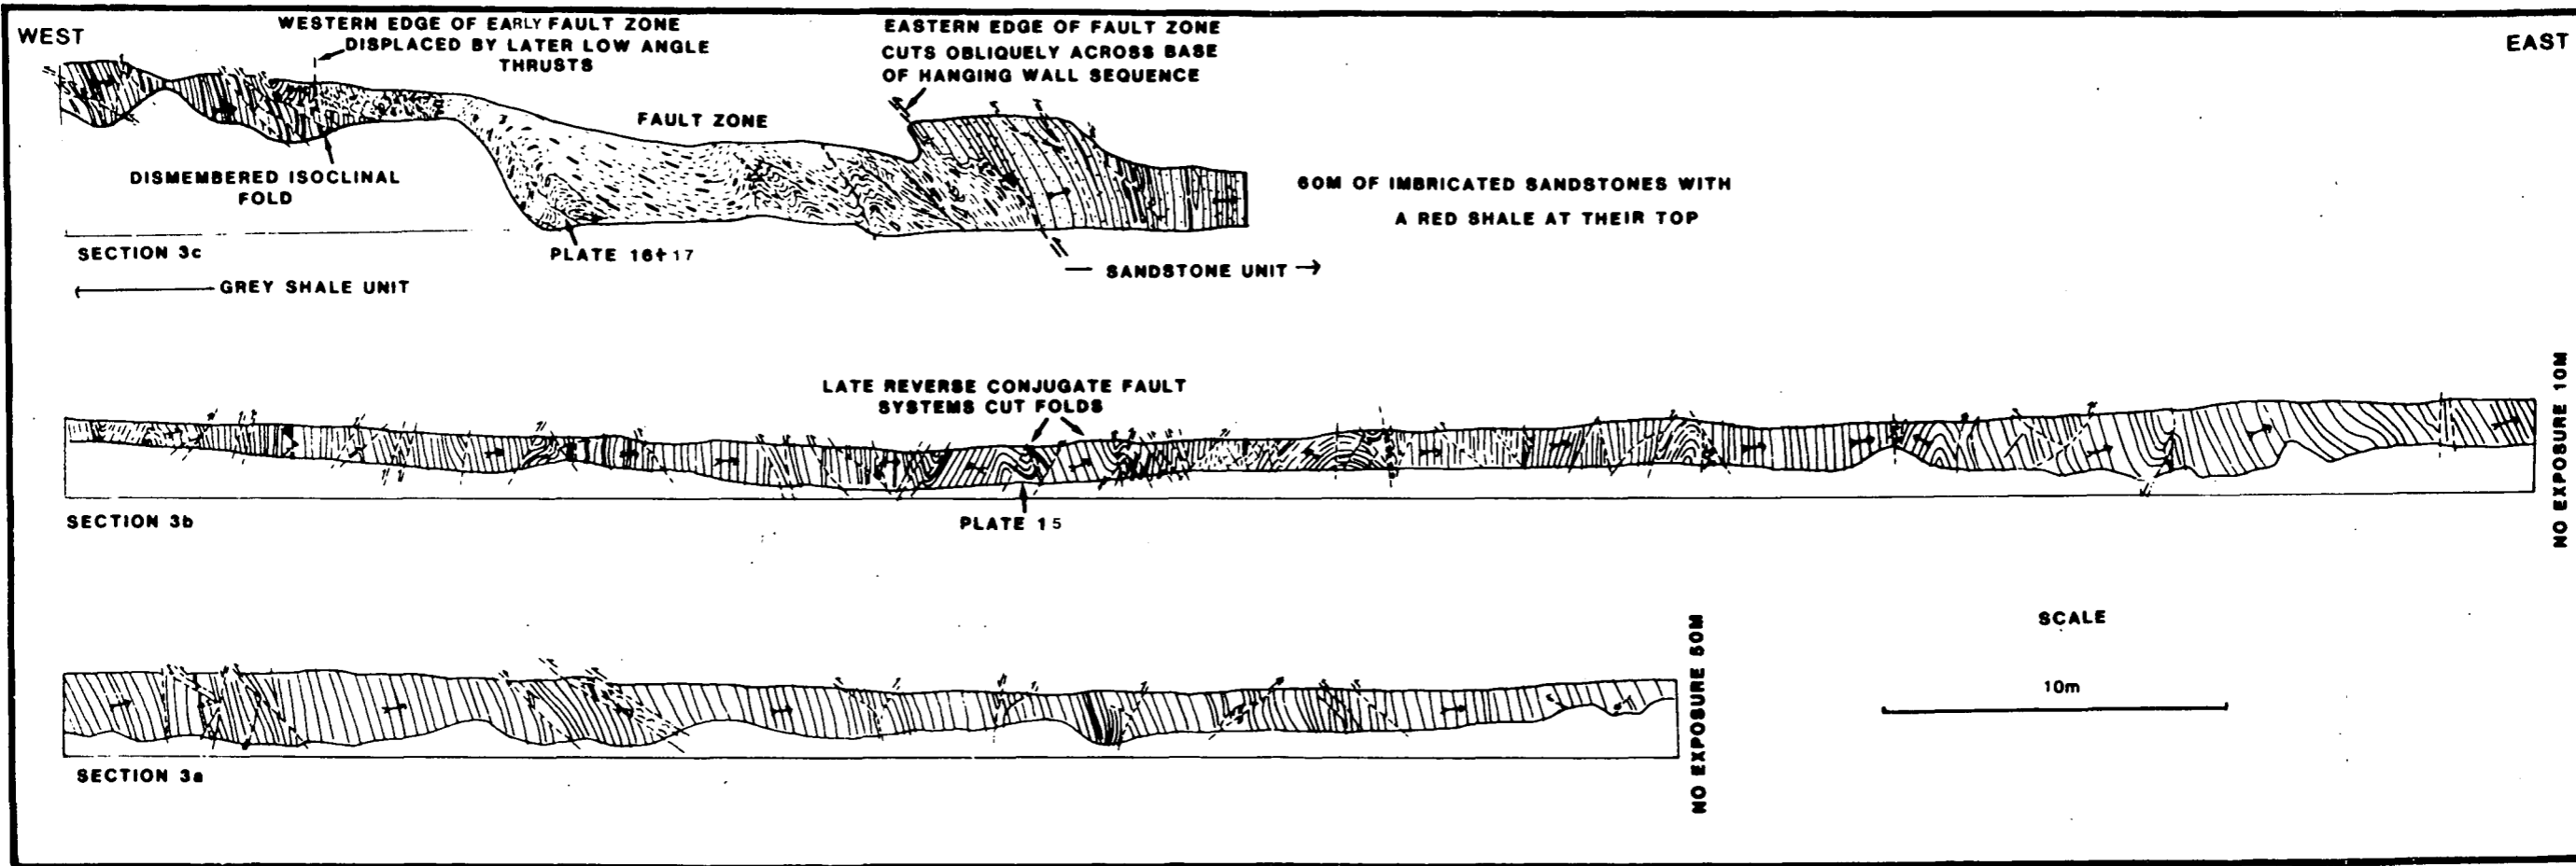 WEST
EAST
WESTERN EDGE OF EARLY FAULT ZONE
DISPLACED BY LATER LOW ANGLE
THRUSTS
EASTERN EDGE OF FAULT ZONE
CUTS OBLIQUELY ACROSS BASE
OF HANGING WALL SEQUENCE
FAULT ZONE
DISMEMBERED ISOCLINAL
FOLD
60M OF IMBRICATED SANDSTONES WITH
A RED SHALE AT THEIR TOP
SECTION 3c
PLATE 16+17
SANDSTONE UNIT
GREY SHALE UNIT
LATE REVERSE CONJUGATE FAULT
SYSTEMS CUT FOLDS
NO EXPOSURE 10M
SECTION 3b
PLATE 15
NO EXPOSURE 50M
SCALE
10m
SECTION 3a